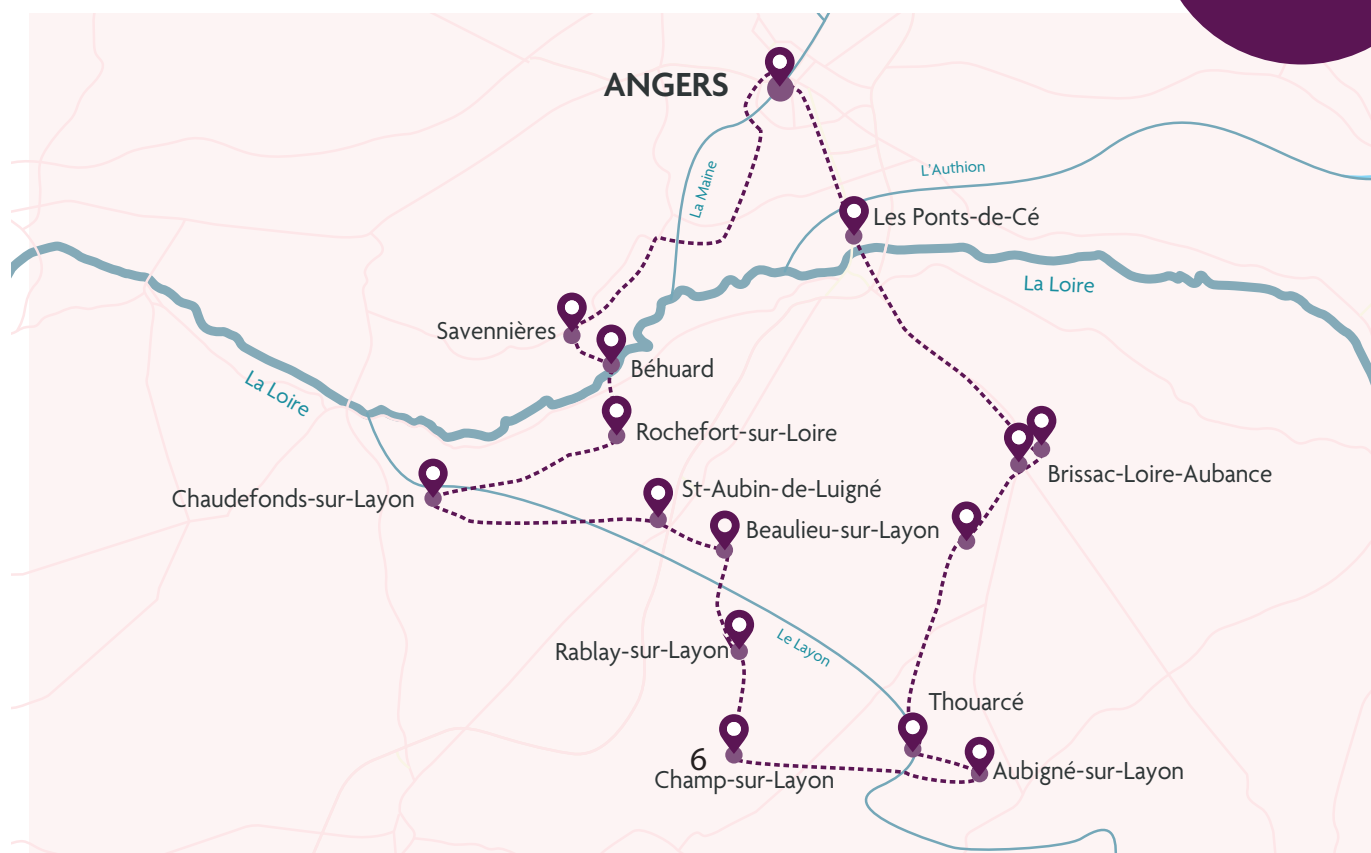 ANGERS
La Maine
L'Authion
Les Ponts-de-Cé
La Loire
Savennières
Béhuard
La Loire
Rochefort-sur-Loire
Brissac-Loire-Aubance
St-Aubin-de-Luigné
Chaudefonds-sur-Layon
Beaulieu-sur-Layon
Le Layon
Rablay-sur-Layon
Thouarcé
6
Champ-sur-Layon
Aubigné-sur-Layon